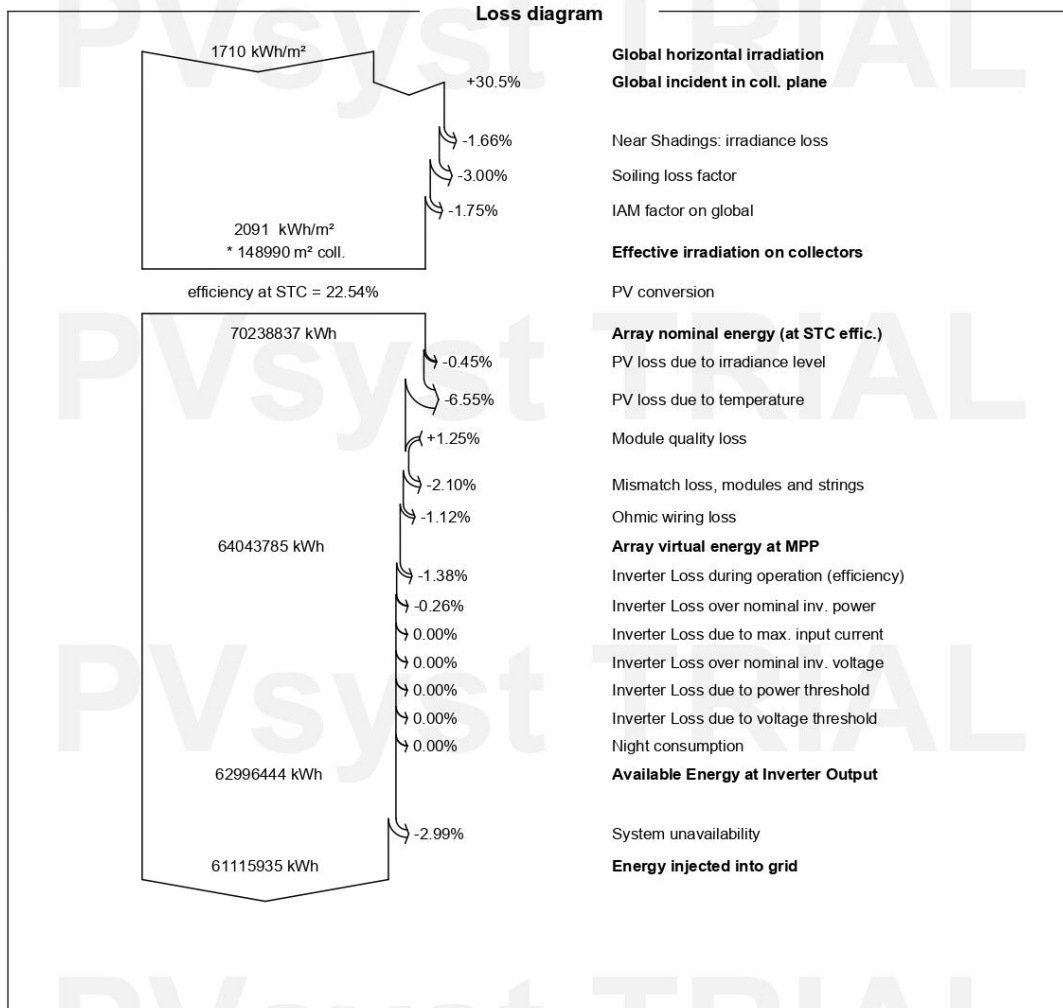 Loss diagram
1710 kWh/m² Global horizontal irradiation
+30.5% Global incident in coll. plane
-1.66% Near Shadings: irradiance loss
-3.00% Soiling loss factor
-1.75% IAM factor on global
2091 kWh/m²
* 148990 m² coll. Effective irradiation on collectors
efficiency at STC = 22.54% PV conversion
70238837 kWh Array nominal energy (at STC effic.)
-0.45% PV loss due to irradiance level
-6.55% PV loss due to temperature
+1.25% Module quality loss
-2.10% Mismatch loss, modules and strings
-1.12% Ohmic wiring loss
64043785 kWh Array virtual energy at MPP
-1.38% Inverter Loss during operation (efficiency)
-0.26% Inverter Loss over nominal inv. power
0.00% Inverter Loss due to max. input current
0.00% Inverter Loss over nominal inv. voltage
0.00% Inverter Loss due to power threshold
0.00% Inverter Loss due to voltage threshold
0.00% Night consumption
62996444 kWh Available Energy at Inverter Output
-2.99% System unavailability
61115935 kWh Energy injected into grid
PVsyst TRIAL
PVsyst TRIAL
PVsyst TRIAL
PVsyst TRIAL